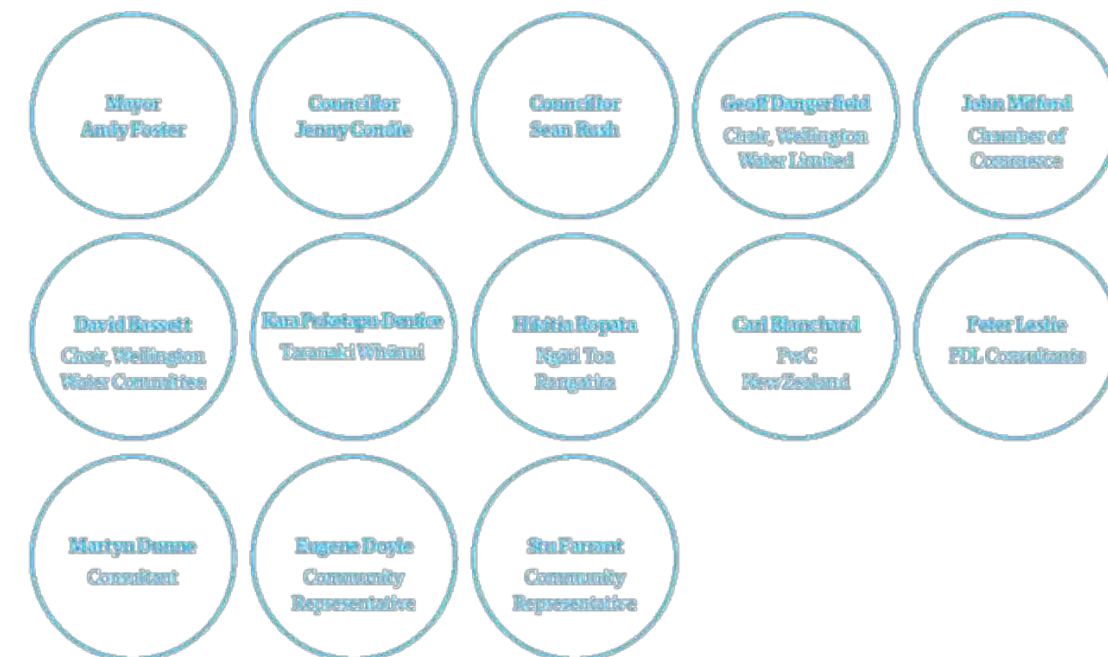 Mayor
Andy Foster
Councillor
Jenny Condie
Councillor
Sean Rush
Geoff Dangerfield
Chair, Wellington
Water Limited
John Milford
Chamber of
Commerce
David Bassett
Chair, Wellington
Water Committee
Kara Puketapu-Dentice
Taranaki Whānui
Hikitia Ropata
Ngāti Toa
Rangatira
Carl Blanchard
PwC
New Zealand
Peter Leslie
PDL Consultants
Martyn Dunne
Consultant
Eugene Doyle
Community
Representative
Stu Farrant
Community
Representative